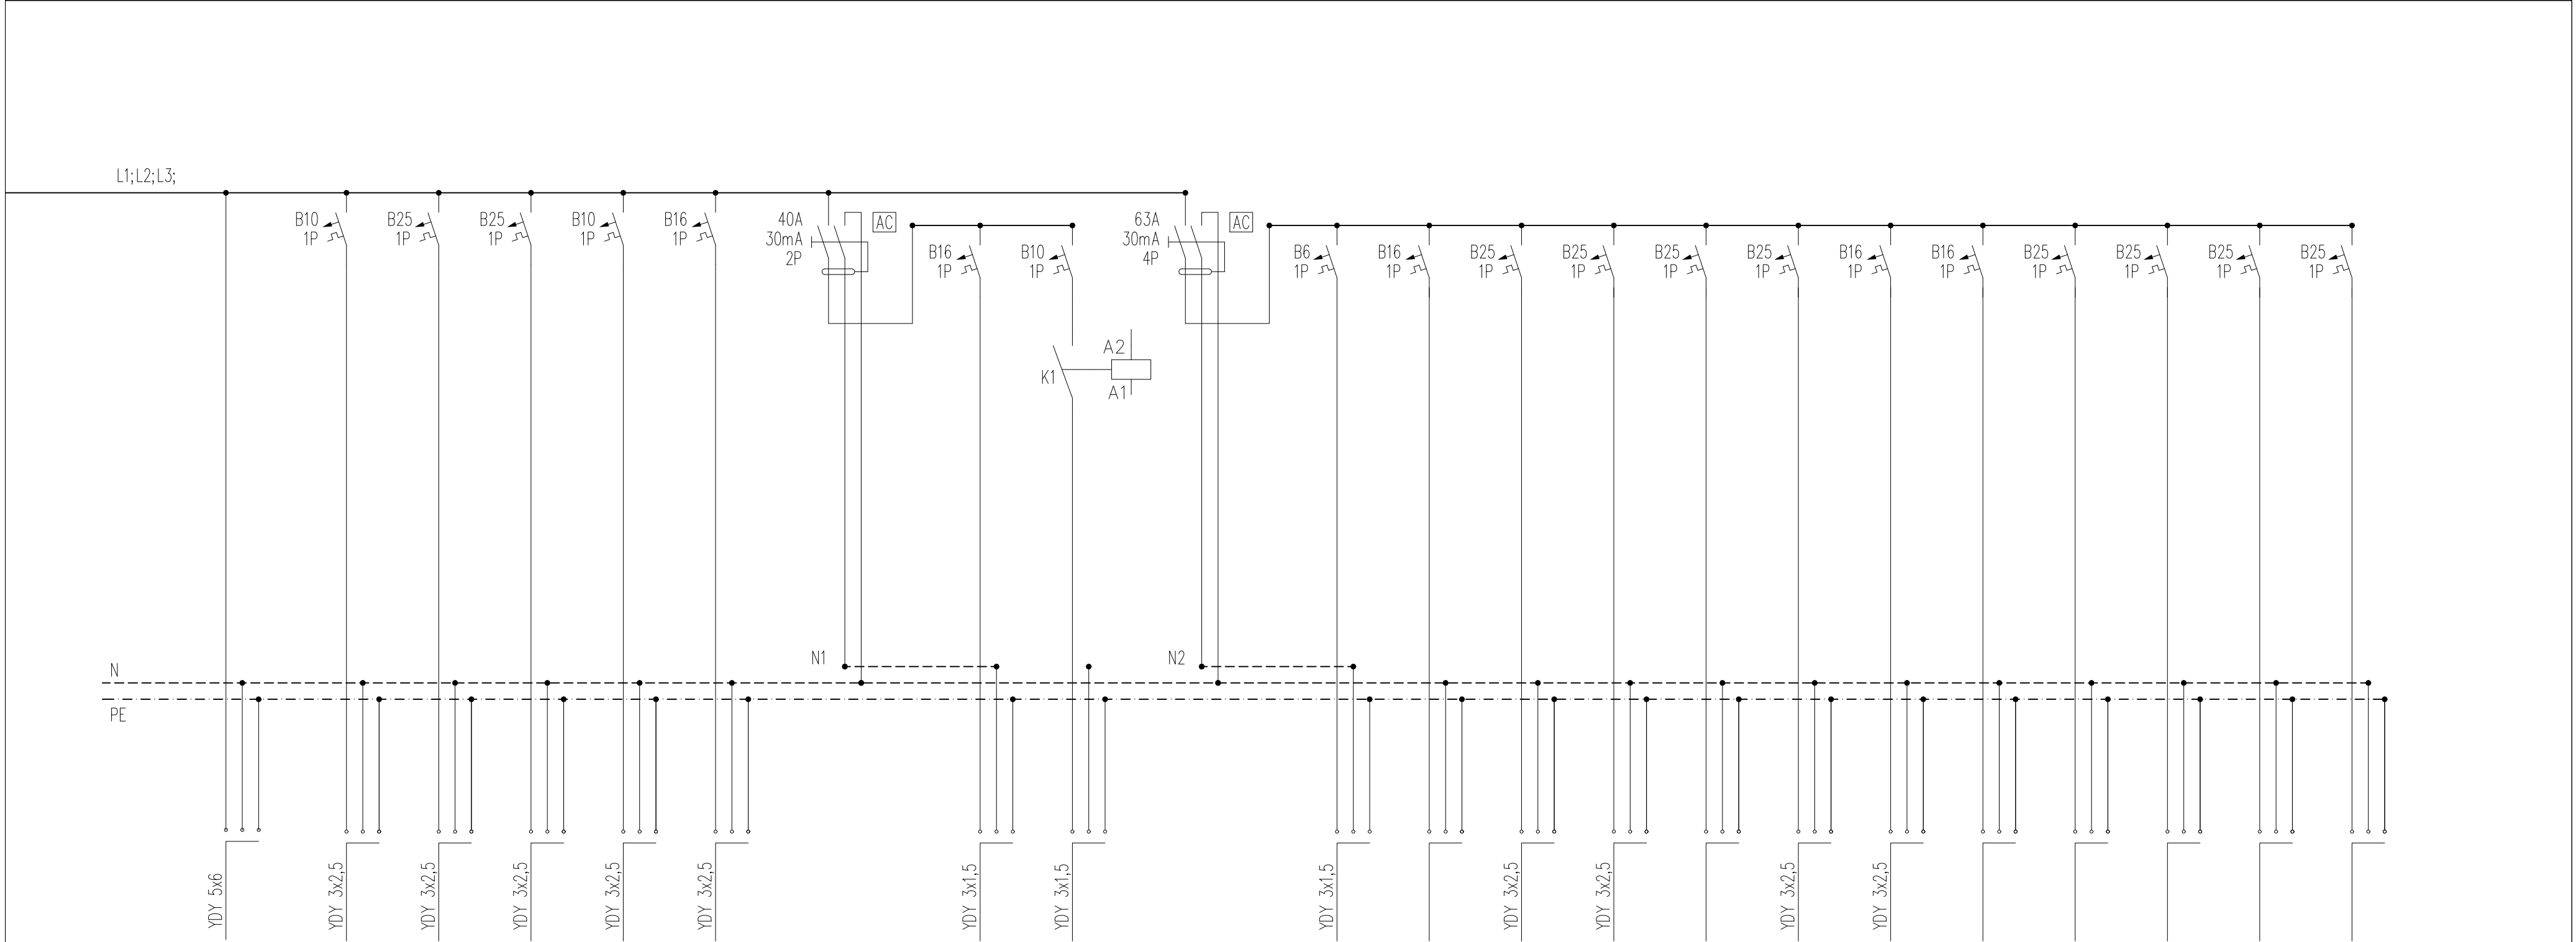 L1;L2;L3;
B10
1P
B25
1P
B25
1P
B10
1P
B16
1P
40A
30mA
2P
AC
B16
1P
B10
1P
63A
30mA
4P
AC
B6
1P
B16
1P
B25
1P
B25
1P
B25
1P
B25
1P
B16
1P
B16
1P
B25
1P
B25
1P
B25
1P
B25
1P
A2
K1
A1
N1
N2
N
PE
YDY 5x6
YDY 3x2,5
YDY 3x2,5
YDY 3x2,5
YDY 3x2,5
YDY 3x2,5
YDY 3x1,5
YDY 3x1,5
YDY 3x1,5
YDY 3x2,5
YDY 3x2,5
YDY 3x2,5
YDY 3x2,5